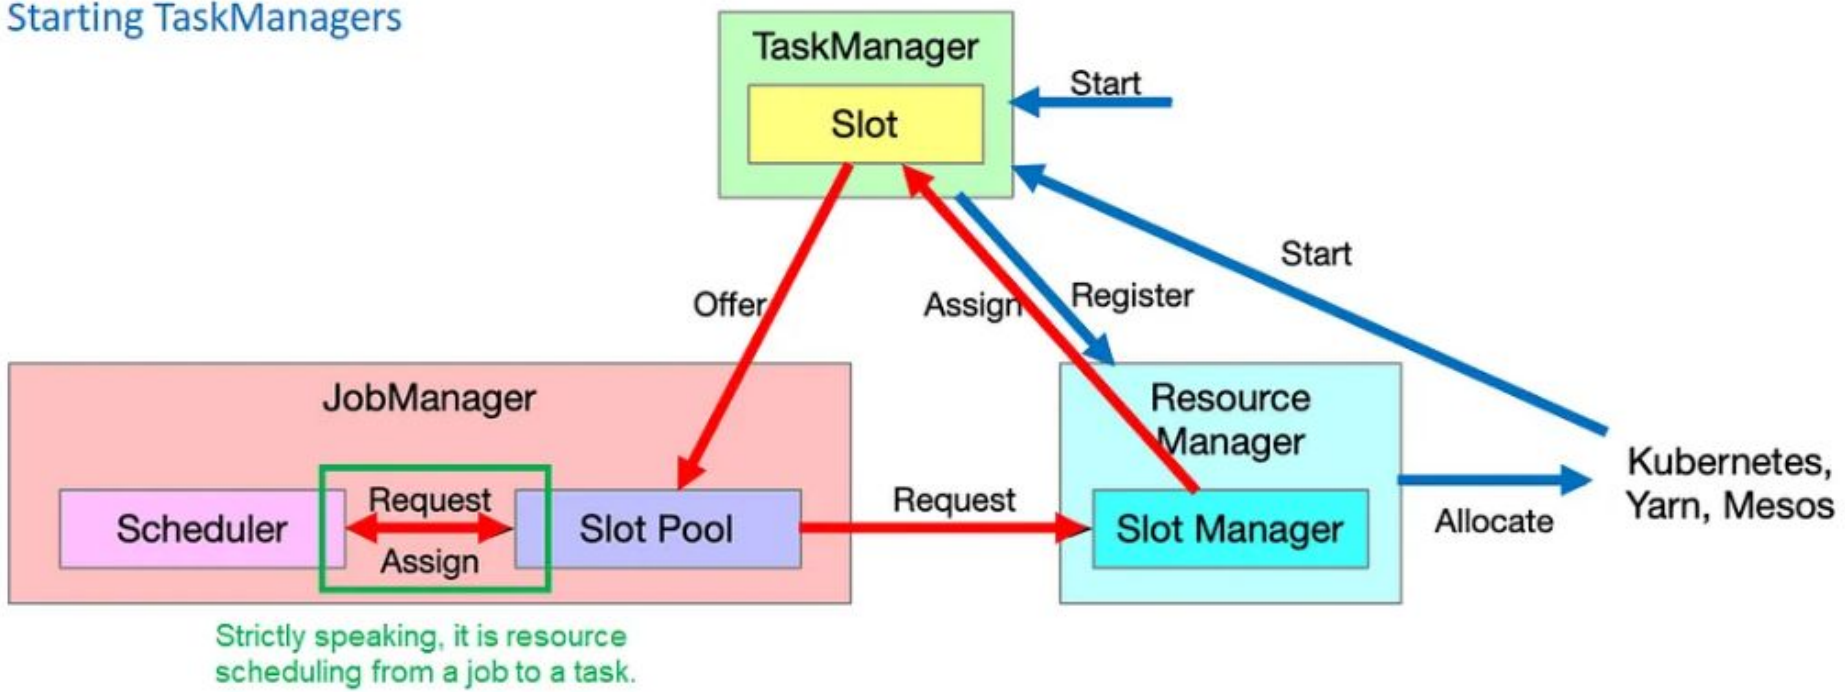 Starting TaskManagers
TaskManager
Start
Slot
Start
Offer
Assign
Register
JobManager
Resource
Manager
Kubernetes,
Yarn, Mesos
Request
Scheduler
Slot Pool
Assign
Request
Slot Manager
Allocate
Strictly speaking, it is resource
scheduling from a job to a task.